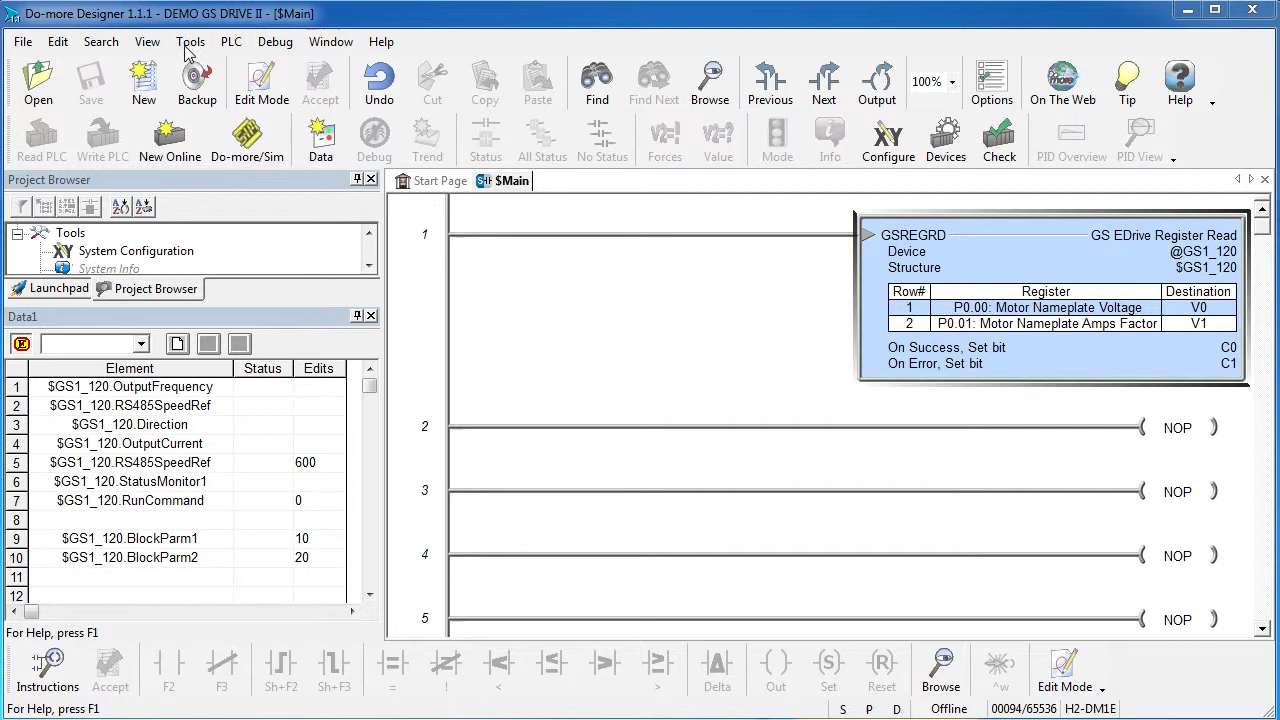 Do-more Designer 1.1.1 - DEMO GS DRIVE II - [$Main]
File Edit Search View Tools PLC Debug Window Help
Open Save New Backup Edit Mode Accept Undo Cut Copy Paste Find Find Next Browse Previous Next Output 100% Options On The Web Tip Help
Read PLC Write PLC New Online Do-more/Sim Data Debug Trend Status All Status No Status Forces Value Mode Info Configure Devices Check PID Overview PID View
Project Browser
Start Page $Main
Tools
System Configuration
System Info
Launchpad Project Browser
Data1
Element Status Edits
1 $GS1_120.OutputFrequency
2 $GS1_120.RS485SpeedRef
3 $GS1_120.Direction
4 $GS1_120.OutputCurrent
5 $GS1_120.RS485SpeedRef 600
6 $GS1_120.StatusMonitor1
7 $GS1_120.RunCommand 0
8
9 $GS1_120.BlockParm1 10
10 $GS1_120.BlockParm2 20
11
12
For Help, press F1
1
GSREGRD GS EDrive Register Read
Device @GS1_120
Structure $GS1_120
Row# Register Destination
1 P0.00: Motor Nameplate Voltage V0
2 P0.01: Motor Nameplate Amps Factor V1
On Success, Set bit C0
On Error, Set bit C1
2 NOP
3 NOP
4 NOP
5 NOP
Instructions Accept F2 F3 Sh+F2 Sh+F3 = ! < > Delta Out Set Reset Browse ^w Edit Mode
For Help, press F1 S P D Offline 00094/65536 H2-DM1E